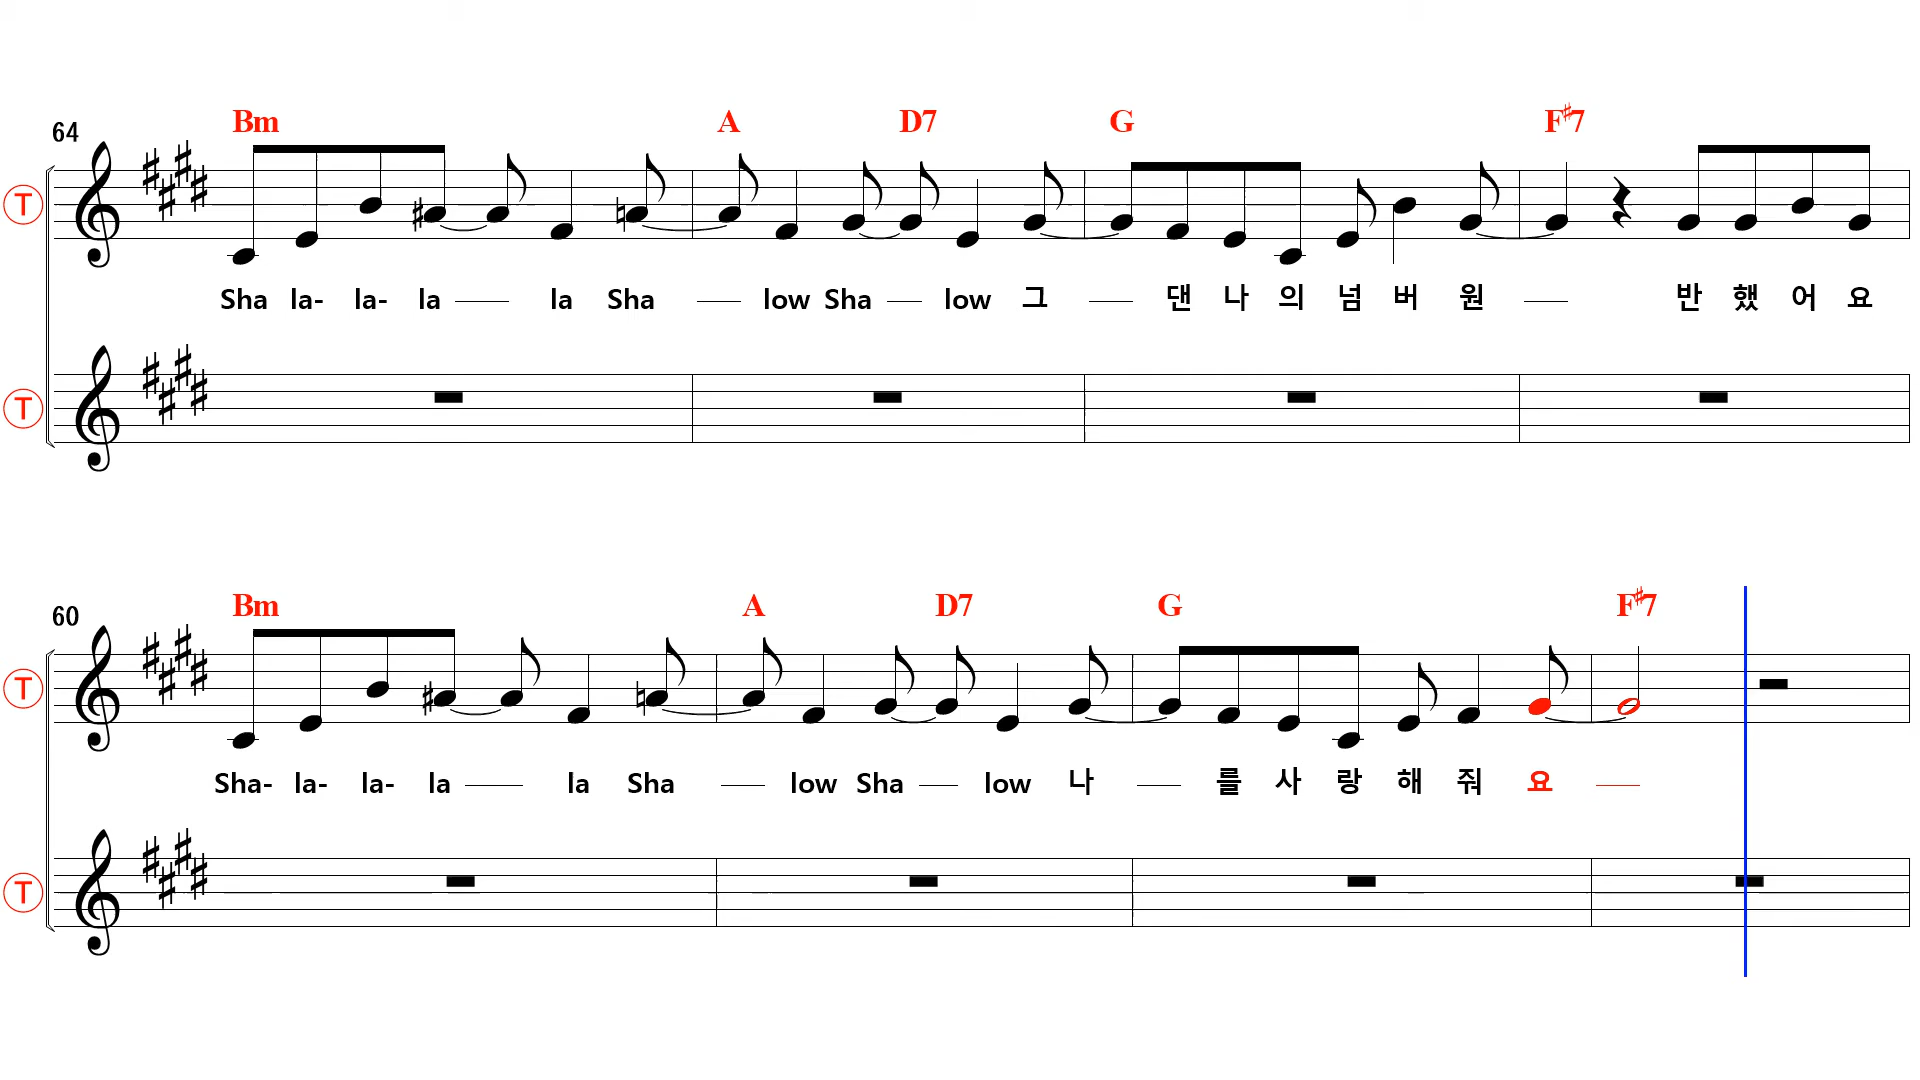 64 Bm A D7 G F♯7
T
Sha la- la- la la Sha low Sha low 그 댄 나 의 넘 버 원 반 했 어 요
T
60 Bm A D7 G F♯7
T
Sha- la- la- la la Sha low Sha low 나 를 사 랑 해 줘 요
T